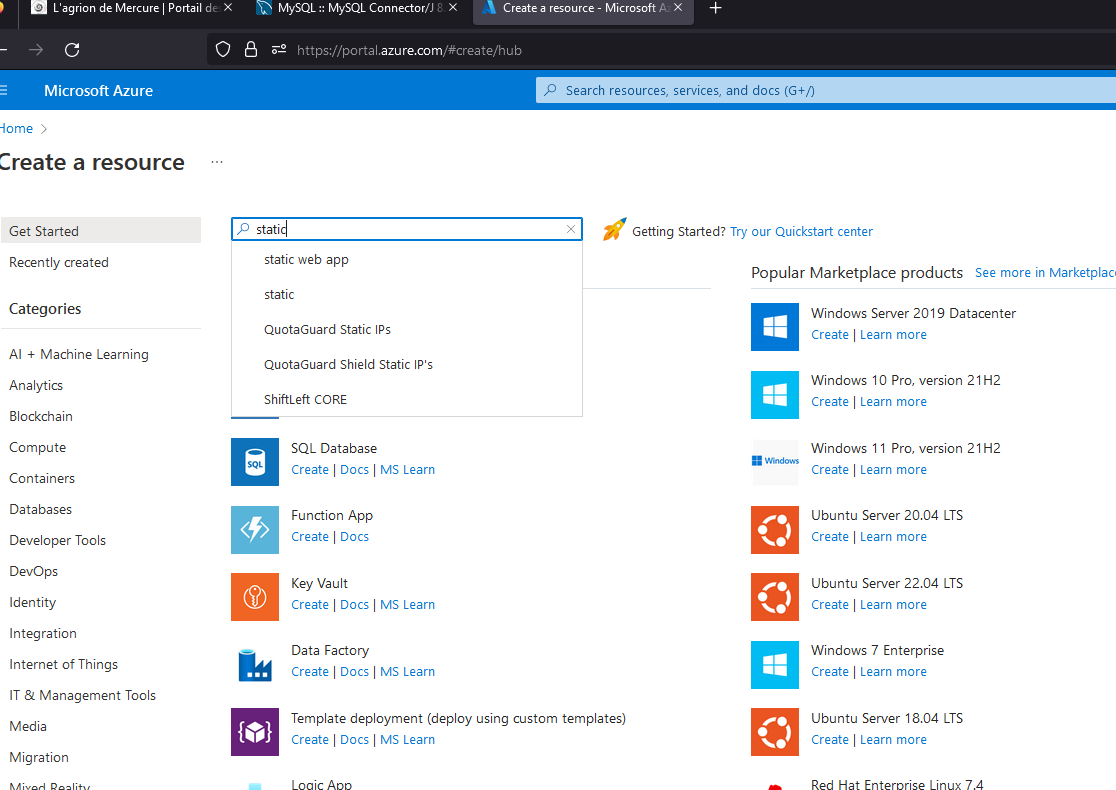 L'agrion de Mercure | Portail de
MySQL :: MySQL Connector/J 8.
Create a resource - Microsoft Az
https://portal.azure.com/#create/hub
Microsoft Azure
Search resources, services, and docs (G+/)
Home
Create a resource
Get Started
Recently created
Categories
AI + Machine Learning
Analytics
Blockchain
Compute
Containers
Databases
Developer Tools
DevOps
Identity
Integration
Internet of Things
IT & Management Tools
Media
Migration
Mixed Reality
static
static web app
static
QuotaGuard Static IPs
QuotaGuard Shield Static IP's
ShiftLeft CORE
SQL
SQL Database
Create | Docs | MS Learn
Function App
Create | Docs
Key Vault
Create | Docs | MS Learn
Data Factory
Create | Docs | MS Learn
Template deployment (deploy using custom templates)
Create | Docs | MS Learn
Logic App
Getting Started? Try our Quickstart center
Popular Marketplace products See more in Marketplace
Windows Server 2019 Datacenter
Create | Learn more
Windows 10 Pro, version 21H2
Create | Learn more
Windows
Windows 11 Pro, version 21H2
Create | Learn more
Ubuntu Server 20.04 LTS
Create | Learn more
Ubuntu Server 22.04 LTS
Create | Learn more
Windows 7 Enterprise
Create | Learn more
Ubuntu Server 18.04 LTS
Create | Learn more
Red Hat Enterprise Linux 7.4